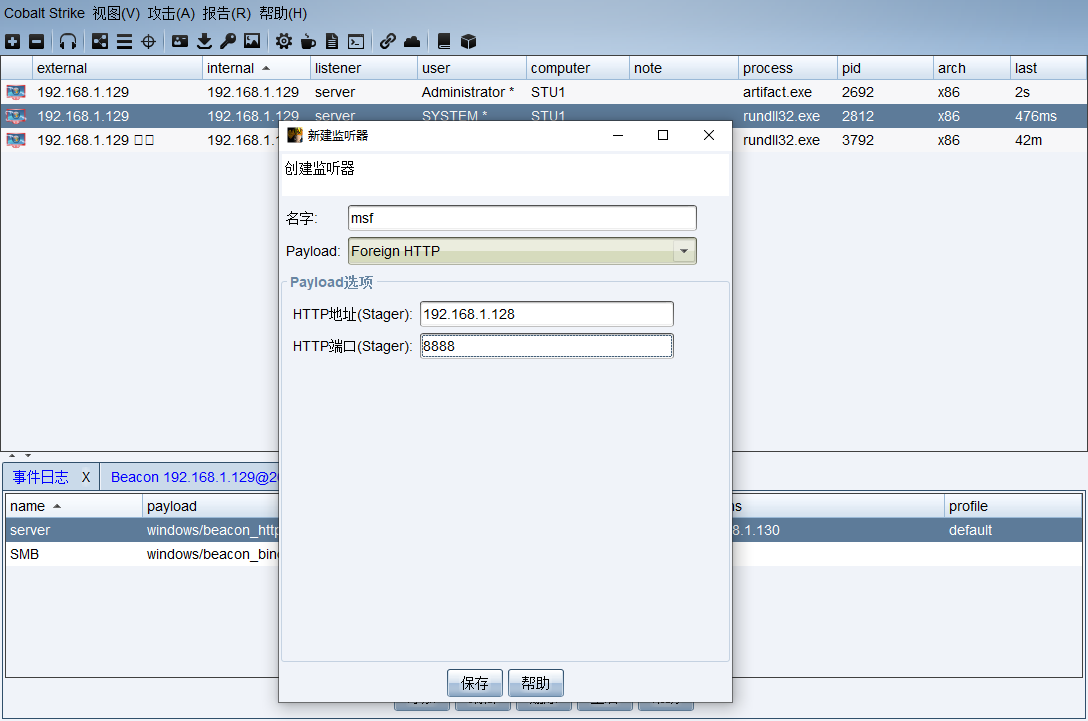 Cobalt Strike 视图(V) 攻击(A) 报告(R) 帮助(H)
external internal listener user computer note process pid arch last
192.168.1.129 192.168.1.129 server Administrator * STU1 artifact.exe 2692 x86 2s
192.168.1.129 192.168.1.129 server SYSTEM * STU1 rundll32.exe 2812 x86 476ms
192.168.1.129 □□ 192.168.1.1 rundll32.exe 3792 x86 42m
新建监听器
创建监听器
名字: msf
Payload: Foreign HTTP
Payload选项
HTTP地址(Stager): 192.168.1.128
HTTP端口(Stager): 8888
保存 帮助
事件日志 X Beacon 192.168.1.129@2
name payload profile
server windows/beacon_http 8.1.130 default
SMB windows/beacon_bin